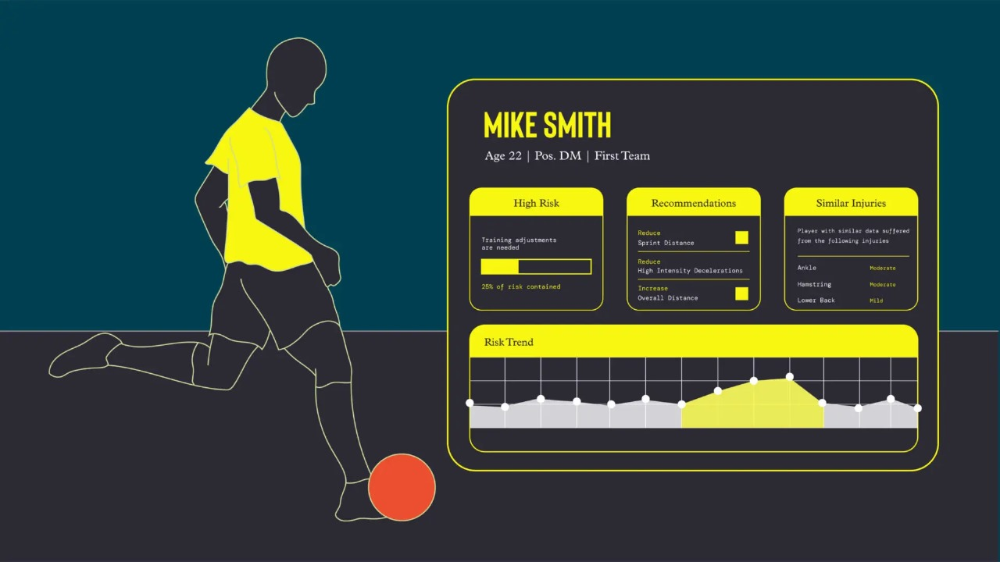 MIKE SMITH
Age 22 | Pos. DM | First Team
High Risk
Training adjustments
are needed
25% of risk contained
Recommendations
Reduce
Sprint Distance
Reduce
High Intensity Decelerations
Increase
Overall Distance
Similar Injuries
Player with similar data suffered
from the following injuries
Ankle Moderate
Hamstring Moderate
Lower Back Mild
Risk Trend